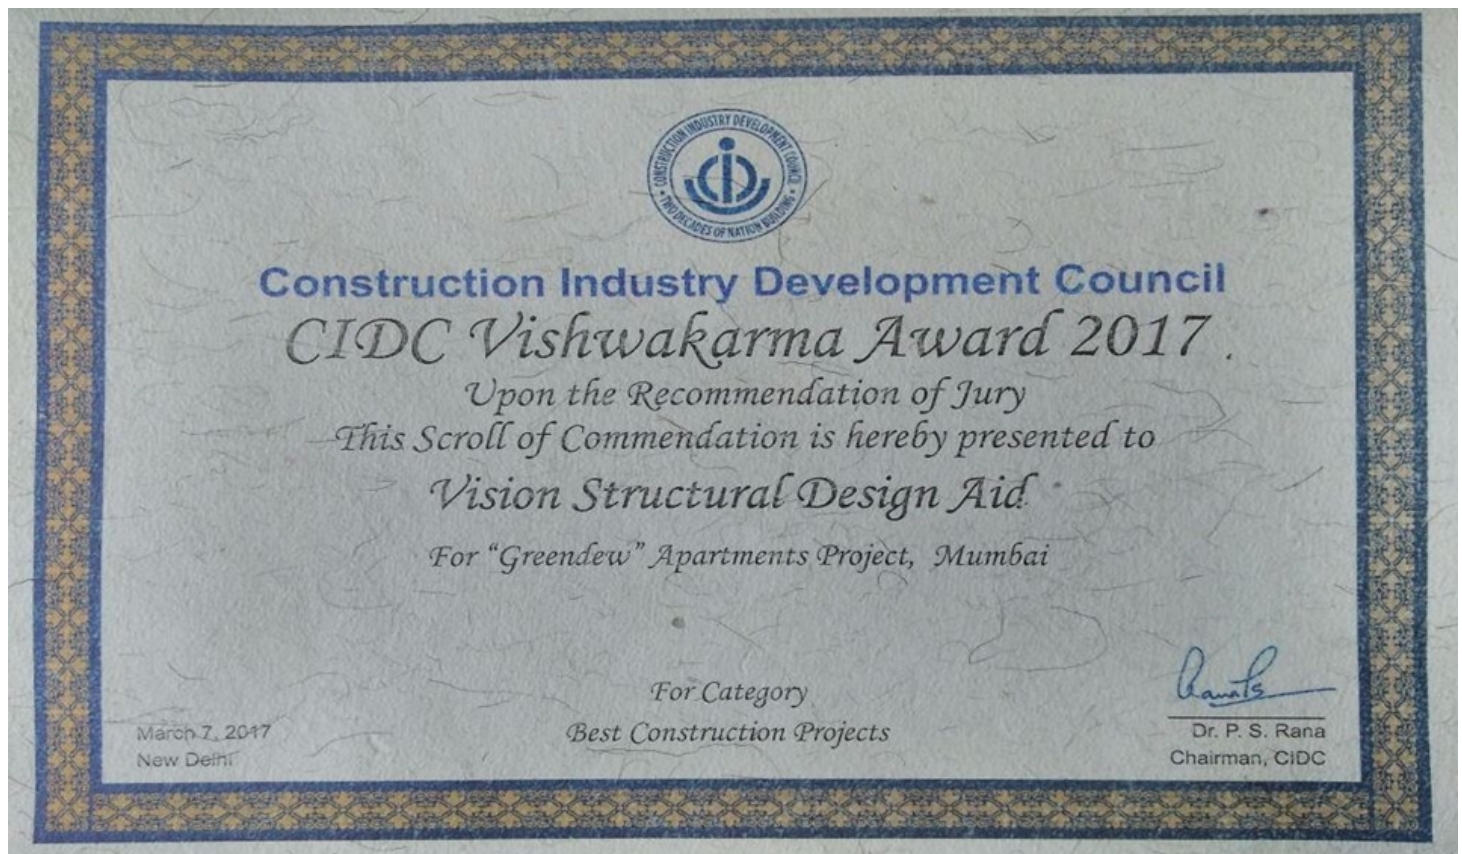 CONSTRUCTION INDUSTRY DEVELOPMENT COUNCIL
• TWO DECADES OF NATION BUILDING •
Construction Industry Development Council
CIDC Vishwakarma Award 2017
Upon the Recommendation of Jury
This Scroll of Commendation is hereby presented to
Vision Structural Design Aid
For “Greendew” Apartments Project, Mumbai
For Category
Best Construction Projects
March 7, 2017
New Delhi
Dr. P. S. Rana
Chairman, CIDC